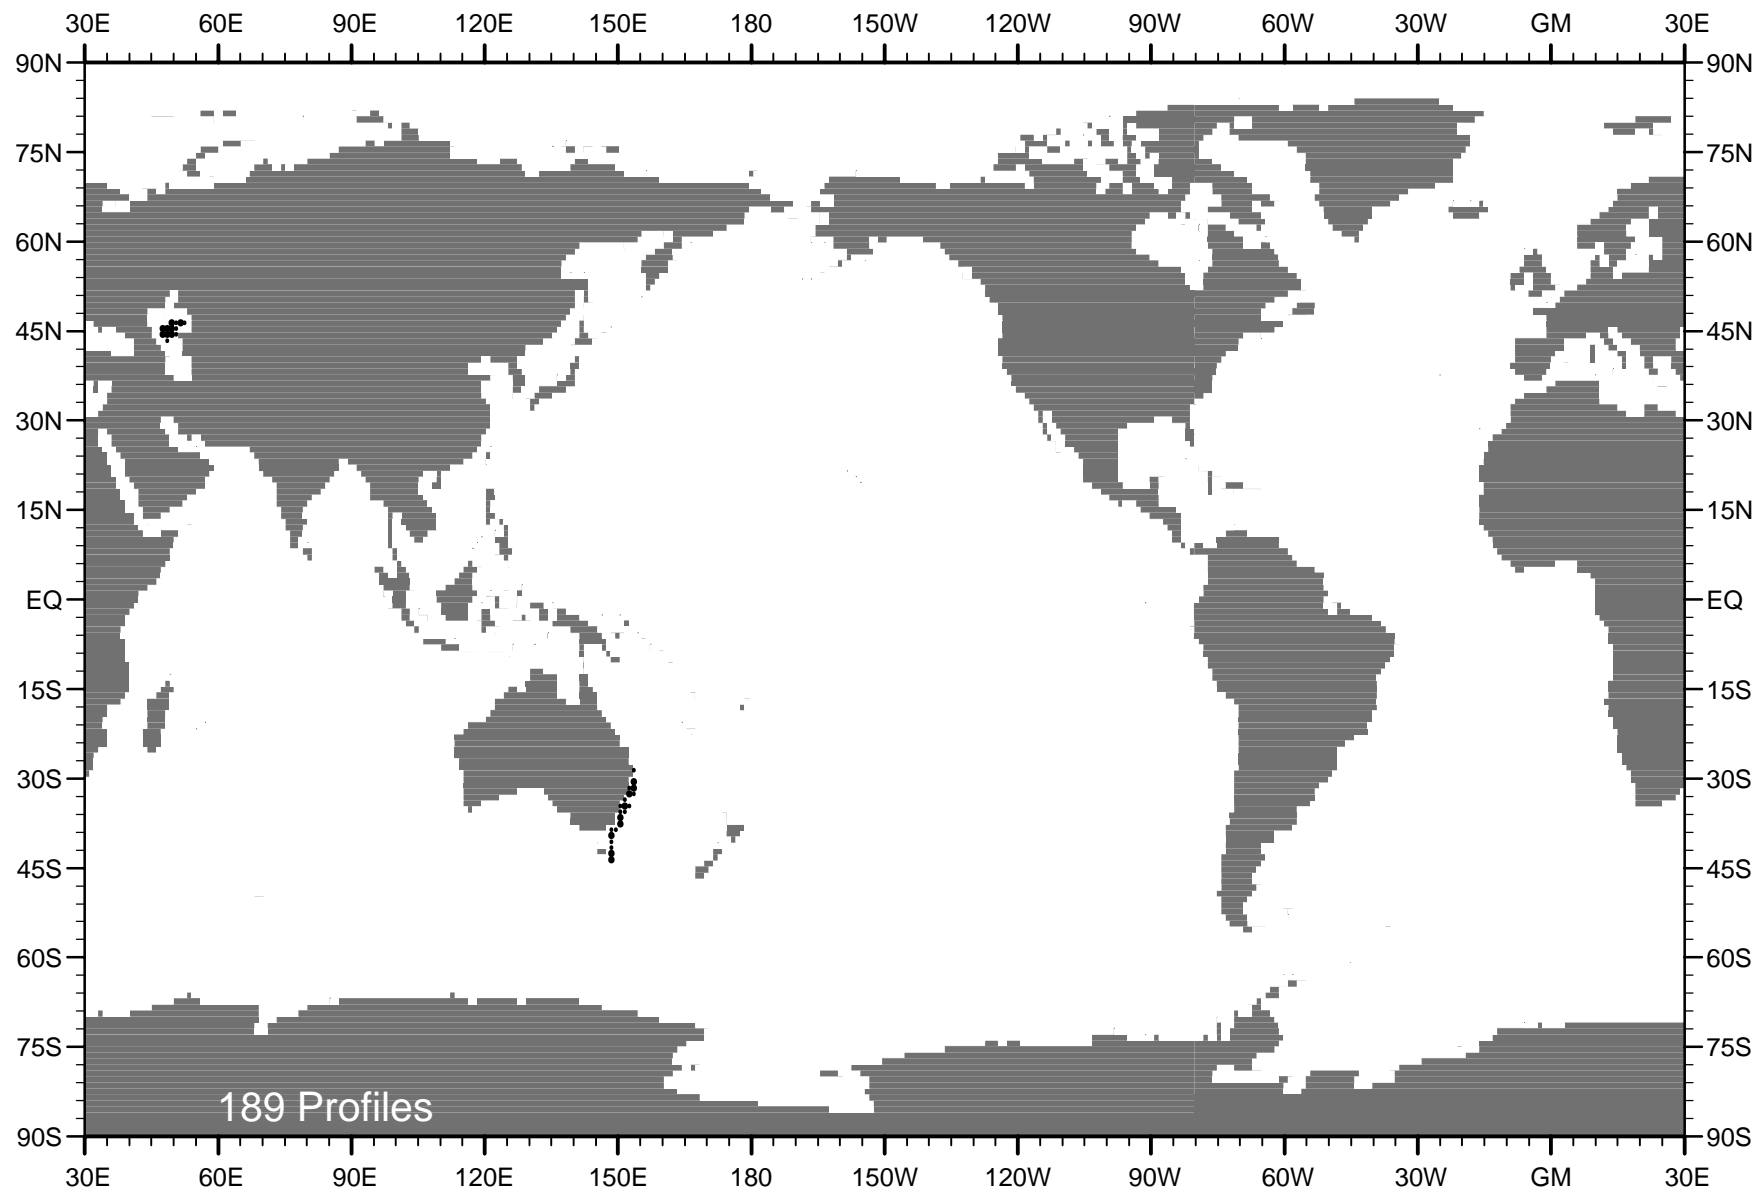 30E 60E 90E 120E 150E 180 150W 120W 90W 60W 30W GM 30E
90N 90N
75N 75N
60N 60N
45N 45N
30N 30N
15N 15N
EQ EQ
15S 15S
30S 30S
45S 45S
60S 60S
75S 75S
189 Profiles
90S 90S
30E 60E 90E 120E 150E 180 150W 120W 90W 60W 30W GM 30E